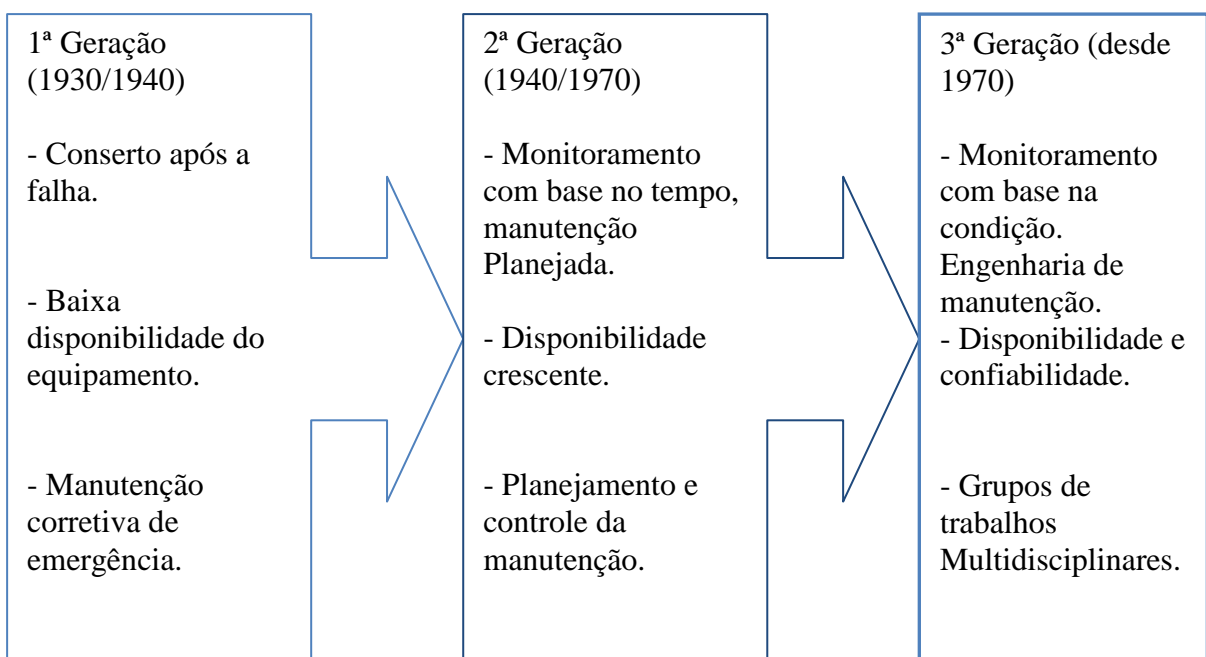 1ª Geração
(1930/1940)
- Conserto após a
falha.
- Baixa
disponibilidade do
equipamento.
- Manutenção
corretiva de
emergência.
2ª Geração
(1940/1970)
- Monitoramento
com base no tempo,
manutenção
Planejada.
- Disponibilidade
crescente.
- Planejamento e
controle da
manutenção.
3ª Geração (desde
1970)
- Monitoramento
com base na
condição.
Engenharia de
manutenção.
- Disponibilidade e
confiabilidade.
- Grupos de
trabalhos
Multidisciplinares.